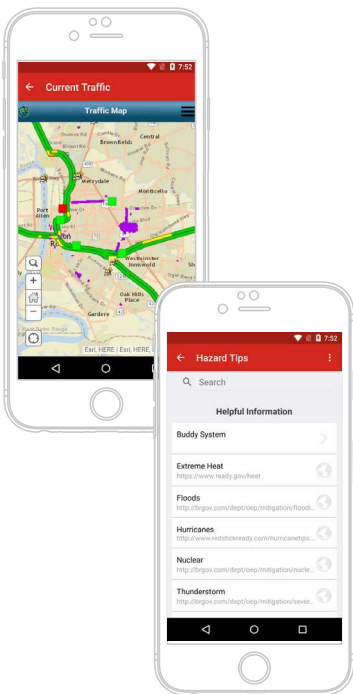 7:52
Current Traffic
Traffic Map
Central
Brownfields
Merrydale
Monticello
Port
Allen
Westminster
Inniswold
Oak Hills
Place
Gardere
Esri, HERE | Esri, HERE,
7:52
Hazard Tips
Search
Helpful Information
Buddy System
Extreme Heat
https://www.ready.gov/heat
Floods
http://brgov.com/dept/oep/mitigation/floodi...
Hurricanes
http://www.redstickready.com/hurricanetips...
Nuclear
http://brgov.com/dept/oep/mitigation/nucle...
Thunderstorm
http://brgov.com/dept/oep/mitigation/sever...